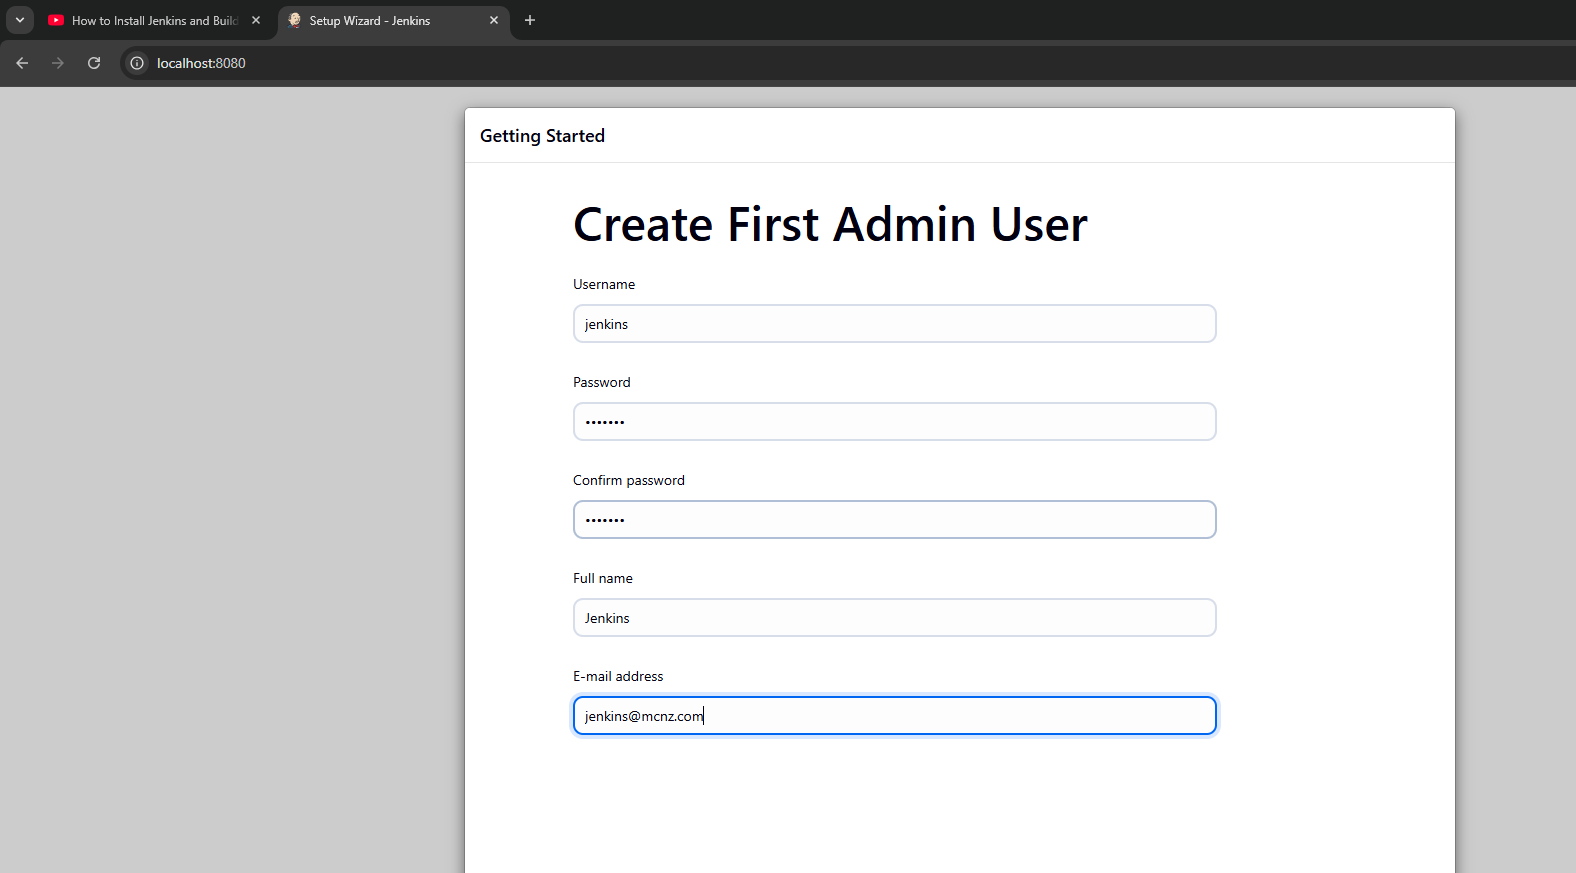 How to Install Jenkins and Build
Setup Wizard - Jenkins
localhost:8080
Getting Started
Create First Admin User
Username
jenkins
Password
•••••••
Confirm password
•••••••
Full name
Jenkins
E-mail address
jenkins@mcnz.com